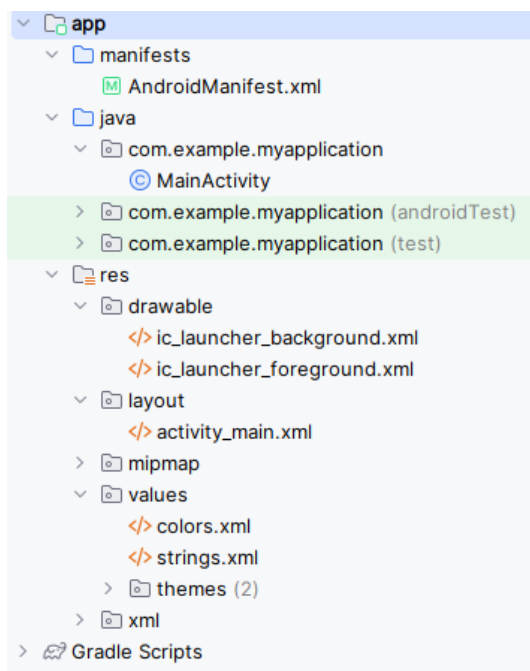 app
manifests
AndroidManifest.xml
java
com.example.myapplication
MainActivity
com.example.myapplication (androidTest)
com.example.myapplication (test)
res
drawable
ic_launcher_background.xml
ic_launcher_foreground.xml
layout
activity_main.xml
mipmap
values
colors.xml
strings.xml
themes (2)
xml
Gradle Scripts